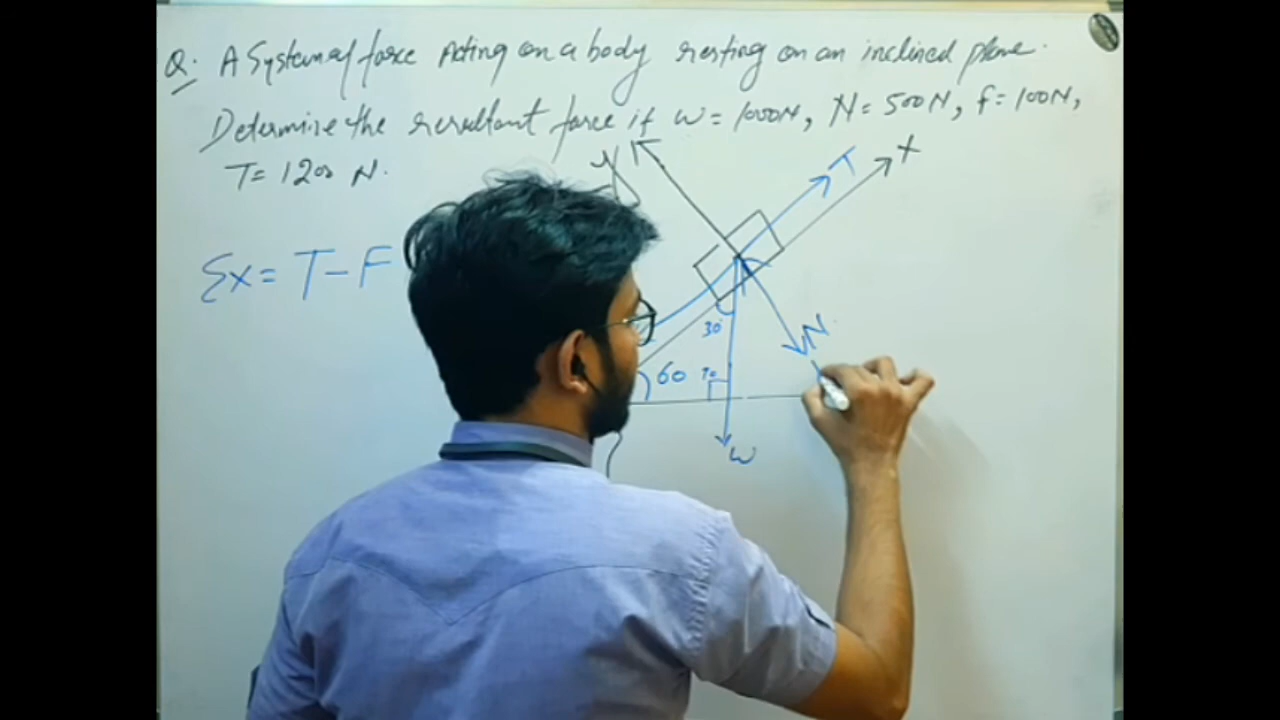 Q. A System of force Acting on a body resting on an inclined plane.
Determine the resultant force if W = 1000N, N = 500N, f = 100N,
T = 1200 N.
Y
T
X
Σx = T - F
N
30°
60 90
W